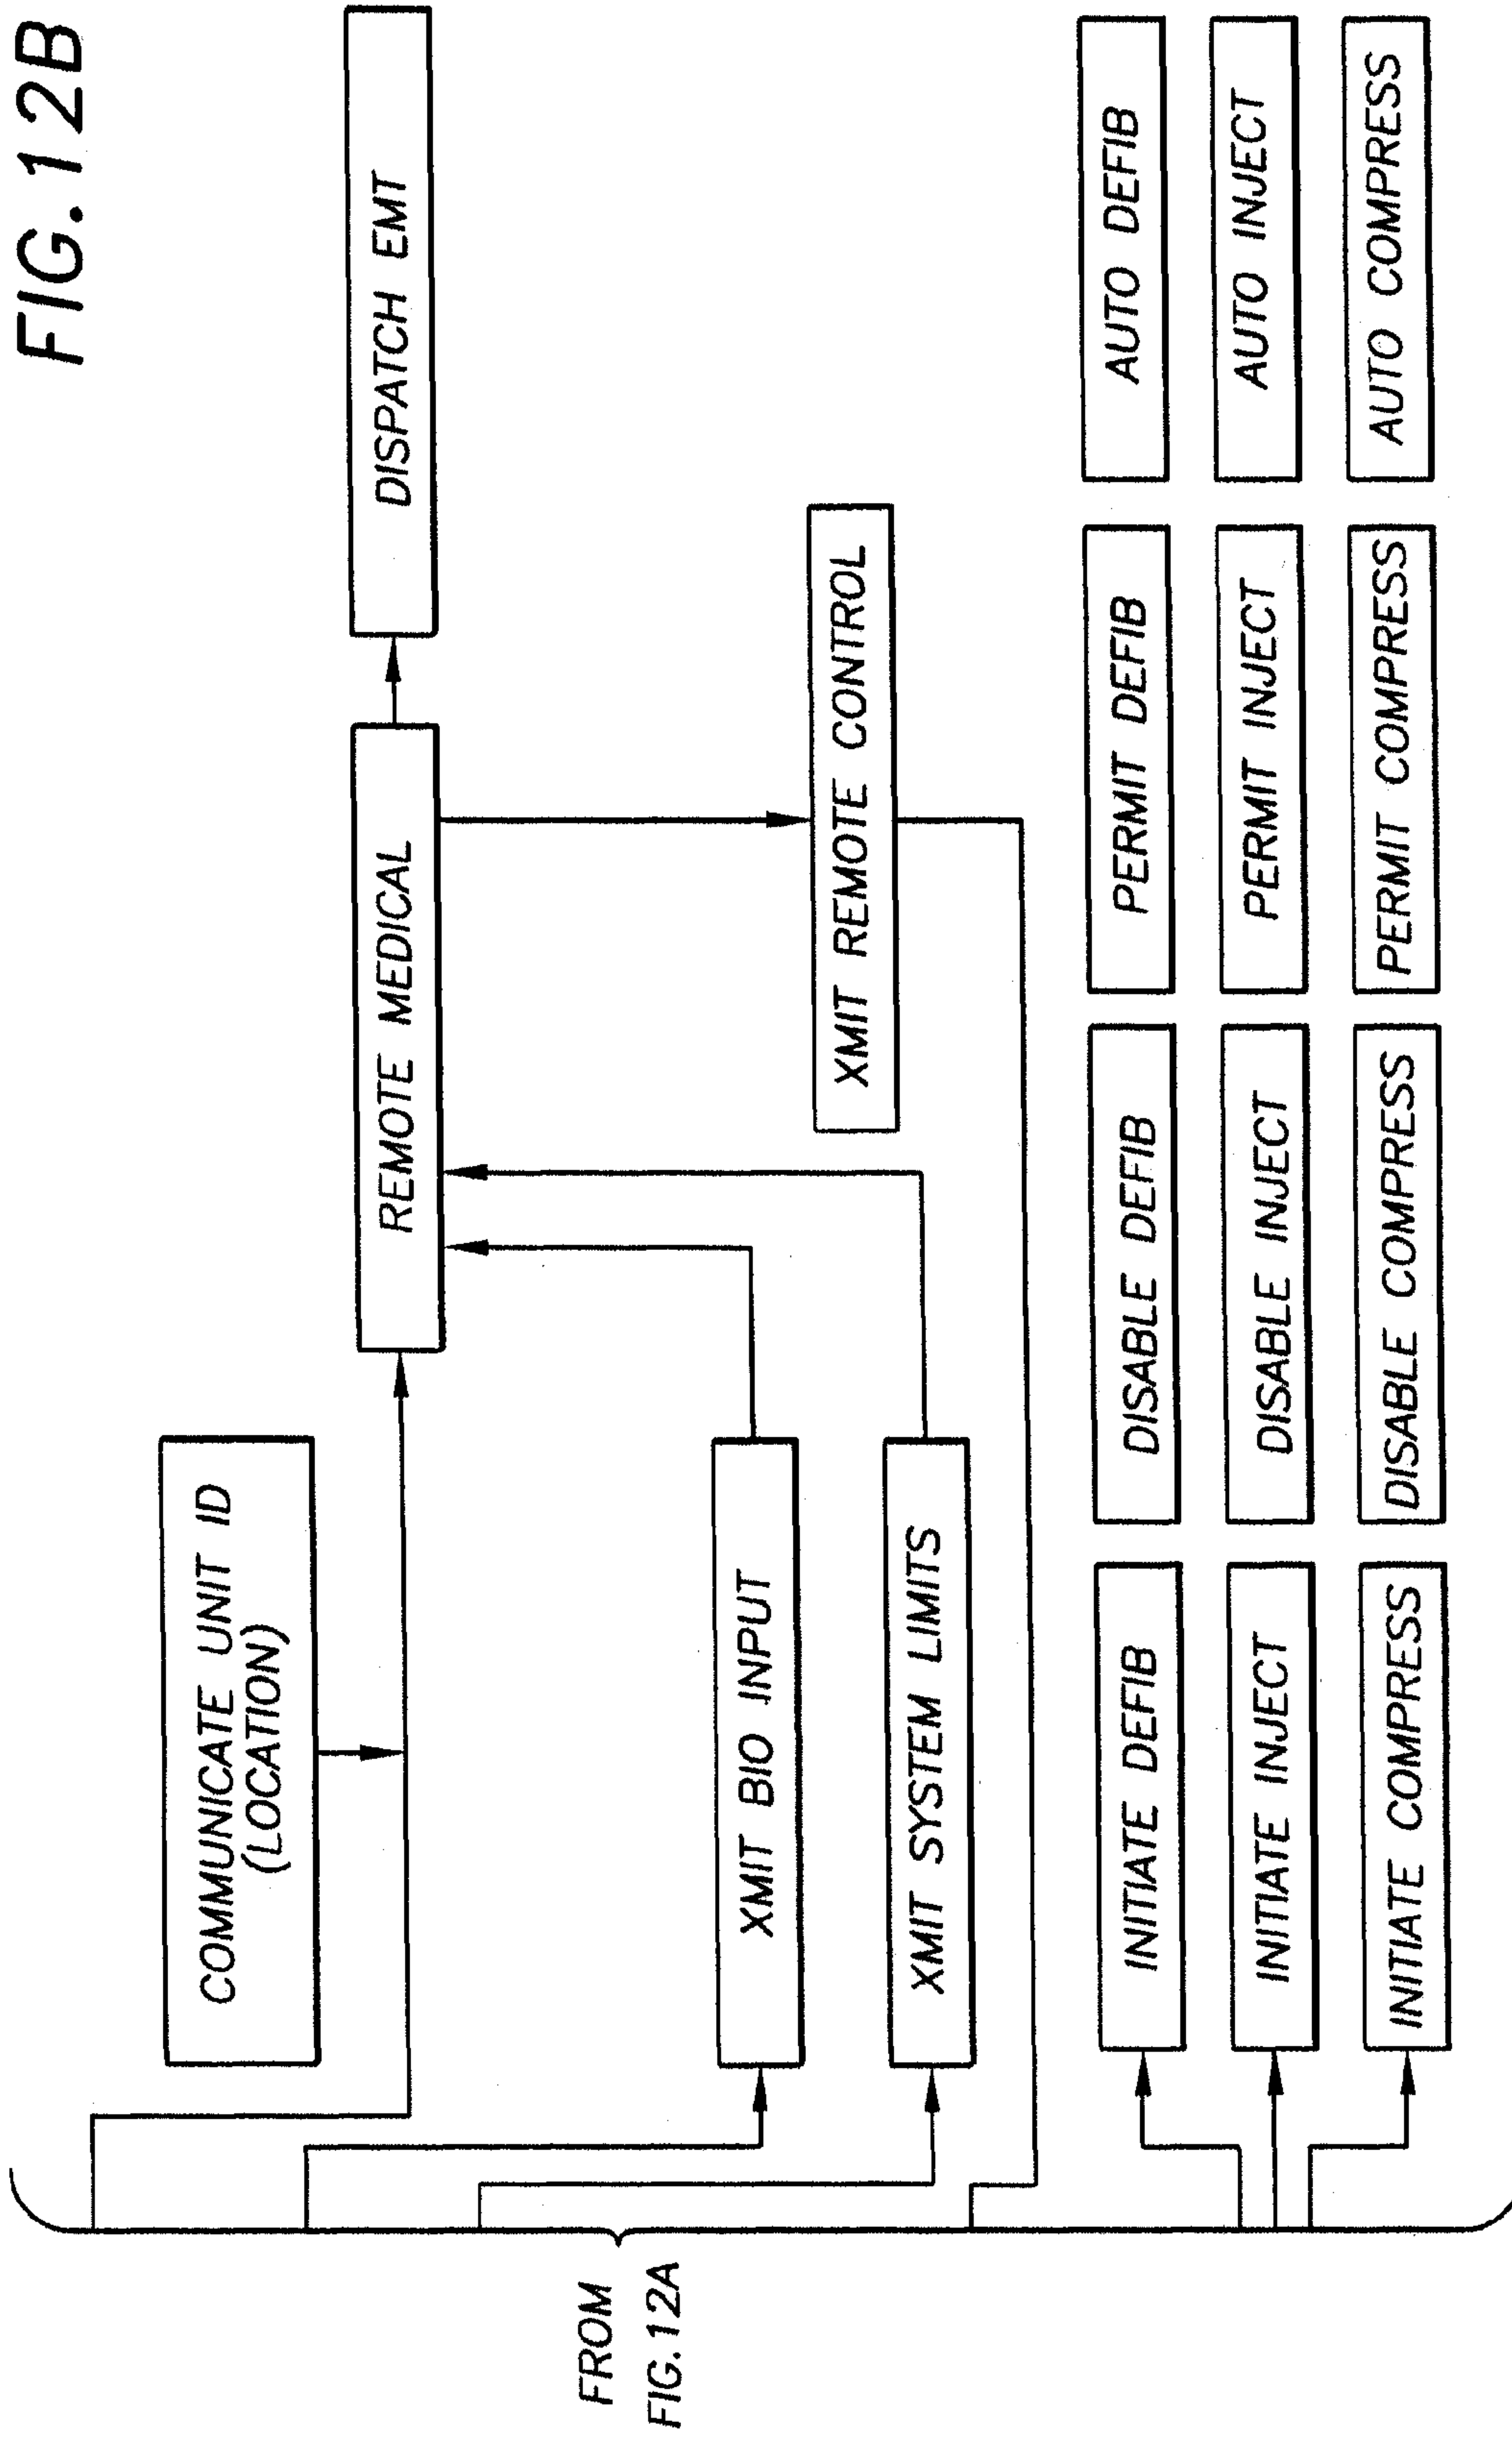 FIG.12B
COMMUNICATE UNIT ID
(LOCATION)
REMOTE MEDICAL
DISPATCH EMT
XMIT BIO INPUT
XMIT SYSTEM LIMITS
XMIT REMOTE CONTROL
FROM
FIG.12A
INITIATE DEFIB
DISABLE DEFIB
PERMIT DEFIB
AUTO DEFIB
INITIATE INJECT
DISABLE INJECT
PERMIT INJECT
AUTO INJECT
INITIATE COMPRESS
DISABLE COMPRESS
PERMIT COMPRESS
AUTO COMPRESS